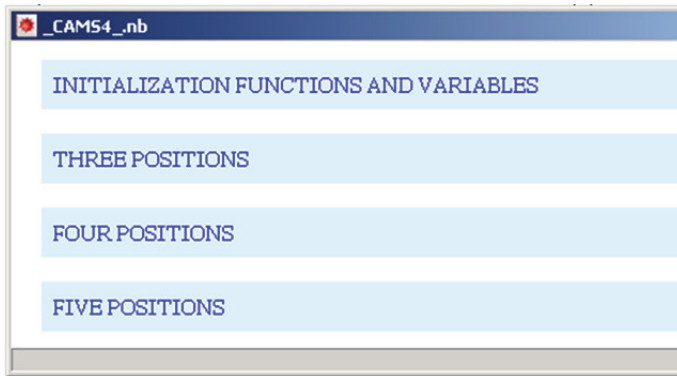 _CAMS4_.nb
INITIALIZATION FUNCTIONS AND VARIABLES
THREE POSITIONS
FOUR POSITIONS
FIVE POSITIONS